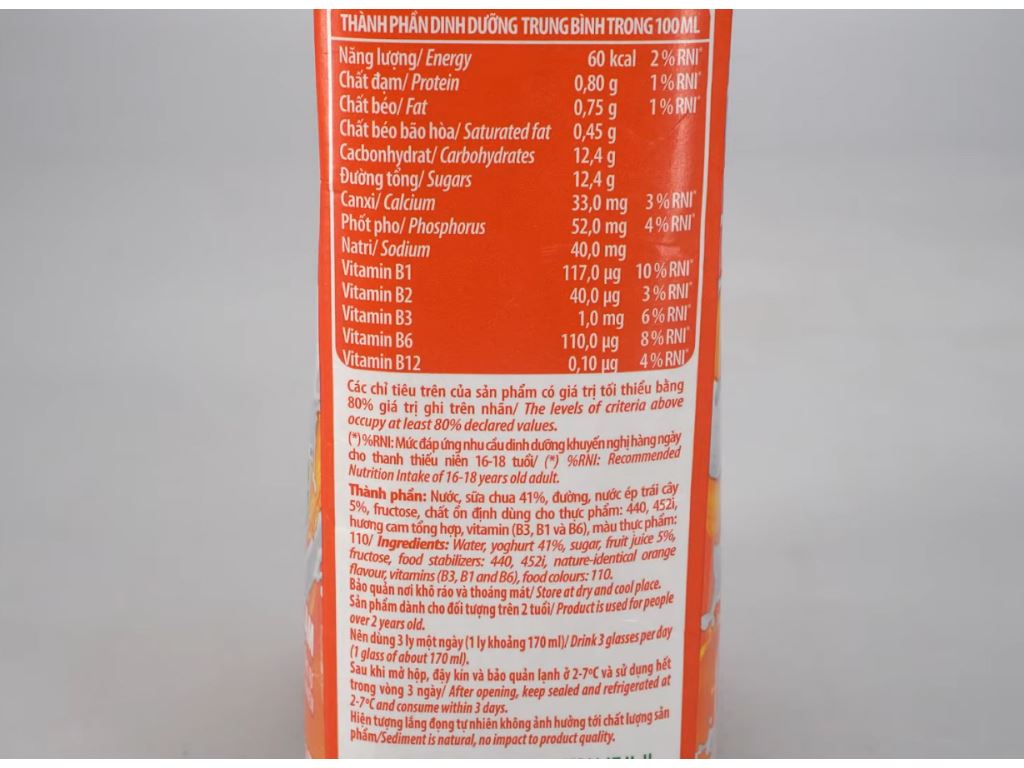 THÀNH PHẦN DINH DƯỠNG TRUNG BÌNH TRONG 100 ML
Năng lượng/ Energy 60 kcal 2 % RNI*
Chất đạm/ Protein 0,80 g 1 % RNI*
Chất béo/ Fat 0,75 g 1 % RNI*
Chất béo bão hòa/ Saturated fat 0,45 g
Cacbonhydrat/ Carbohydrates 12,4 g
Đường tổng/ Sugars 12,4 g
Canxi/ Calcium 33,0 mg 3 % RNI*
Phốt pho/ Phosphorus 52,0 mg 4 % RNI*
Natri/ Sodium 40,0 mg
Vitamin B1 117,0 µg 10 % RNI*
Vitamin B2 40,0 µg 3 % RNI*
Vitamin B3 1,0 mg 6 % RNI*
Vitamin B6 110,0 µg 8 % RNI*
Vitamin B12 0,10 µg 4 % RNI*
Các chỉ tiêu trên của sản phẩm có giá trị tối thiểu bằng
80% giá trị ghi trên nhãn/ The levels of criteria above
occupy at least 80% declared values.
(*) %RNI: Mức đáp ứng nhu cầu dinh dưỡng khuyến nghị hàng ngày
cho thanh thiếu niên 16-18 tuổi/ (*) %RNI: Recommended
Nutrition Intake of 16-18 years old adult.
Thành phần: Nước, sữa chua 41%, đường, nước ép trái cây
5%, fructose, chất ổn định dùng cho thực phẩm: 440, 452i,
hương cam tổng hợp, vitamin (B3, B1 và B6), màu thực phẩm:
110/ Ingredients: Water, yoghurt 41%, sugar, fruit juice 5%,
fructose, food stabilizers: 440, 452i, nature-identical orange
flavour, vitamins (B3, B1 and B6), food colours: 110.
Bảo quản nơi khô ráo và thoáng mát/ Store at dry and cool place.
Sản phẩm dành cho đối tượng trên 2 tuổi/ Product is used for people
over 2 years old.
Nên dùng 3 ly một ngày (1 ly khoảng 170 ml)/ Drink 3 glasses per day
(1 glass of about 170 ml).
Sau khi mở hộp, đậy kín và bảo quản lạnh ở 2-7ºC và sử dụng hết
trong vòng 3 ngày/ After opening, keep sealed and refrigerated at
2-7ºC and consume within 3 days.
Hiện tượng lắng đọng tự nhiên không ảnh hưởng tới chất lượng sản
phẩm/Sediment is natural, no impact to product quality.